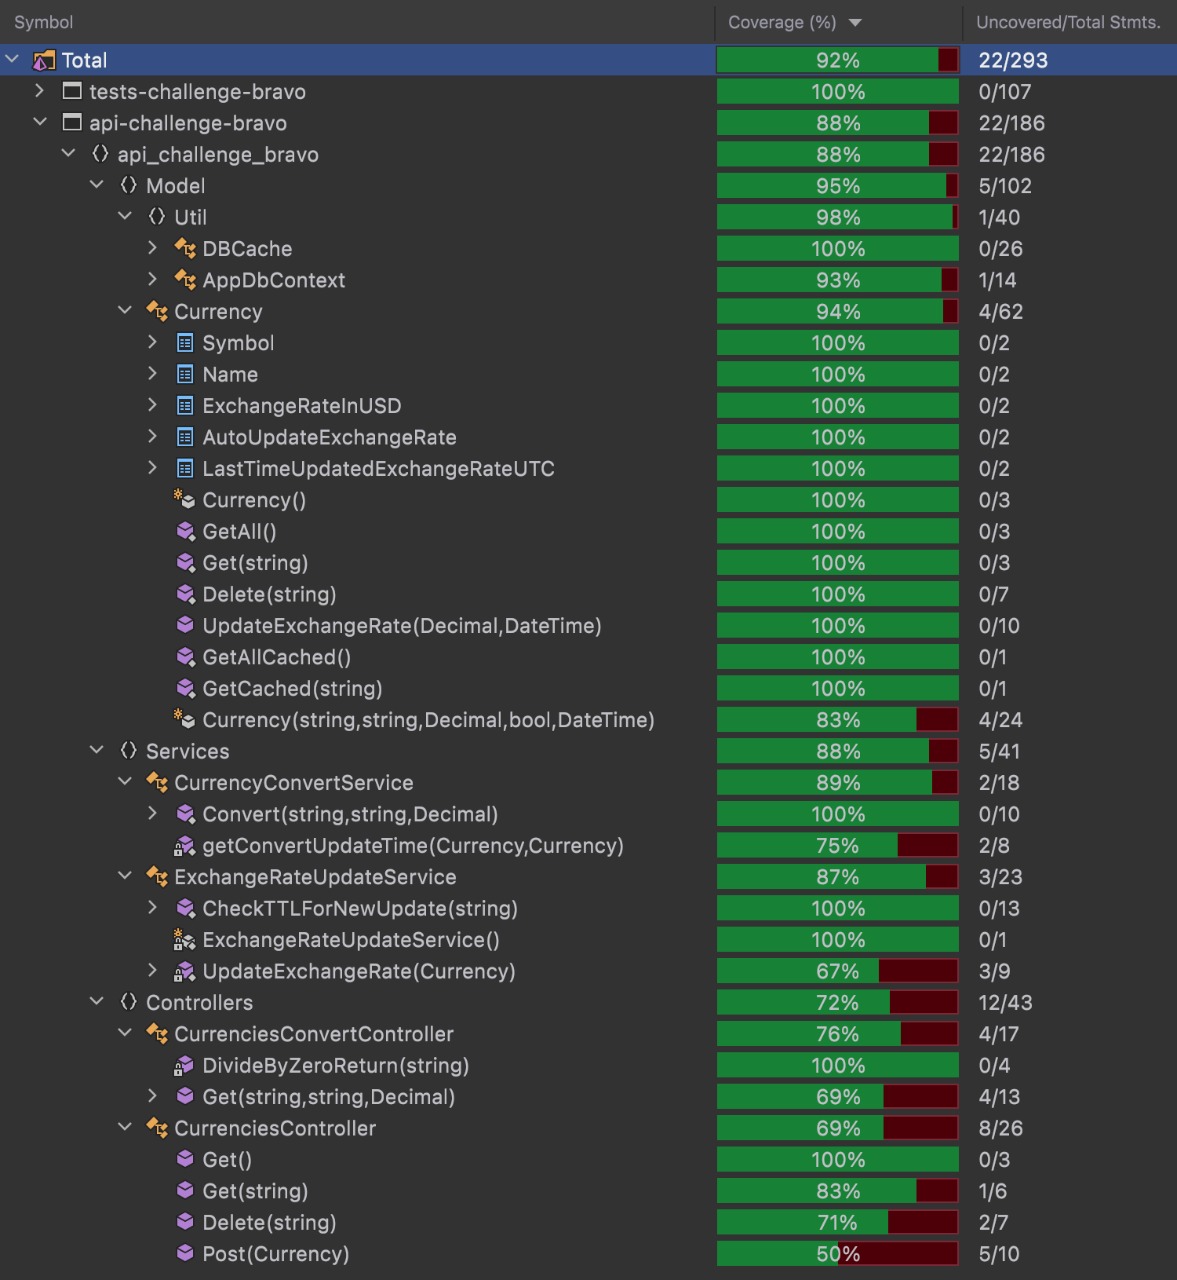 Symbol Coverage (%) Uncovered/Total Stmts.
Total 92% 22/293
tests-challenge-bravo 100% 0/107
api-challenge-bravo 88% 22/186
api_challenge_bravo 88% 22/186
Model 95% 5/102
Util 98% 1/40
DBCache 100% 0/26
AppDbContext 93% 1/14
Currency 94% 4/62
Symbol 100% 0/2
Name 100% 0/2
ExchangeRateInUSD 100% 0/2
AutoUpdateExchangeRate 100% 0/2
LastTimeUpdatedExchangeRateUTC 100% 0/2
Currency() 100% 0/3
GetAll() 100% 0/3
Get(string) 100% 0/3
Delete(string) 100% 0/7
UpdateExchangeRate(Decimal,DateTime) 100% 0/10
GetAllCached() 100% 0/1
GetCached(string) 100% 0/1
Currency(string,string,Decimal,bool,DateTime) 83% 4/24
Services 88% 5/41
CurrencyConvertService 89% 2/18
Convert(string,string,Decimal) 100% 0/10
getConvertUpdateTime(Currency,Currency) 75% 2/8
ExchangeRateUpdateService 87% 3/23
CheckTTLForNewUpdate(string) 100% 0/13
ExchangeRateUpdateService() 100% 0/1
UpdateExchangeRate(Currency) 67% 3/9
Controllers 72% 12/43
CurrenciesConvertController 76% 4/17
DivideByZeroReturn(string) 100% 0/4
Get(string,string,Decimal) 69% 4/13
CurrenciesController 69% 8/26
Get() 100% 0/3
Get(string) 83% 1/6
Delete(string) 71% 2/7
Post(Currency) 50% 5/10